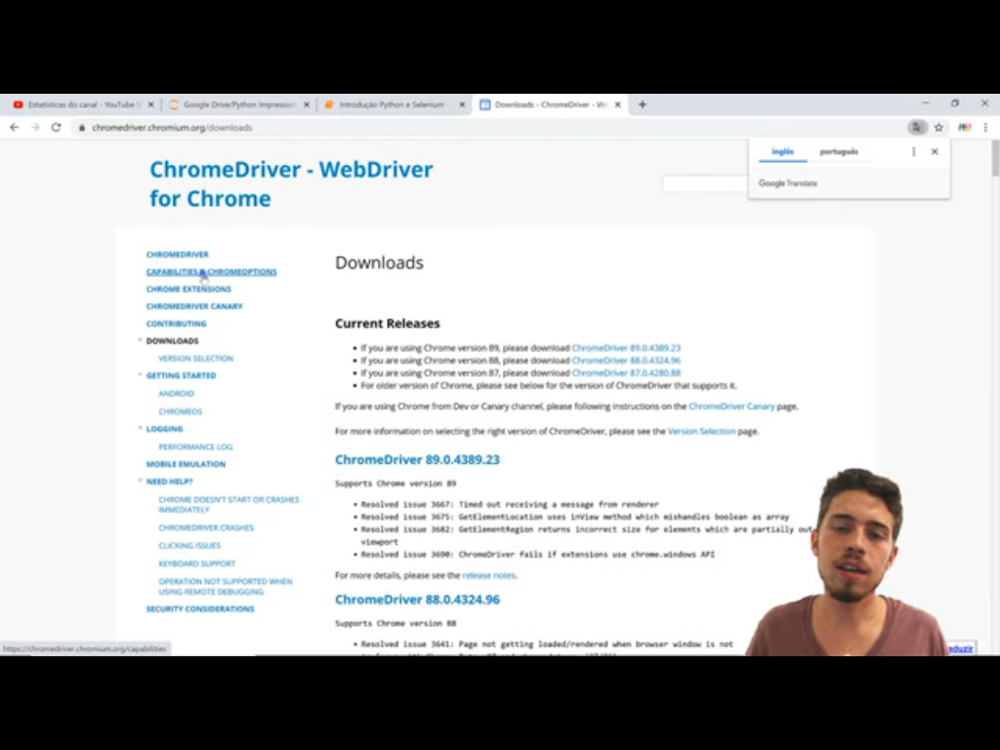 Estatísticas do canal - YouTube S
Google Drive/Python Impression
Introdução Python e Selenium -
Downloads - ChromeDriver - We
chromedriver.chromium.org/downloads
inglês português
Google Translate
ChromeDriver - WebDriver
for Chrome
CHROMEDRIVER
CAPABILITIES & CHROMEOPTIONS
CHROME EXTENSIONS
CHROMEDRIVER CANARY
CONTRIBUTING
DOWNLOADS
VERSION SELECTION
GETTING STARTED
ANDROID
CHROMEOS
LOGGING
PERFORMANCE LOG
MOBILE EMULATION
NEED HELP?
CHROME DOESN'T START OR CRASHES
IMMEDIATELY
CHROMEDRIVER CRASHES
CLICKING ISSUES
KEYBOARD SUPPORT
OPERATION NOT SUPPORTED WHEN
USING REMOTE DEBUGGING
SECURITY CONSIDERATIONS
Downloads
Current Releases
If you are using Chrome version 89, please download ChromeDriver 89.0.4389.23
If you are using Chrome version 88, please download ChromeDriver 88.0.4324.96
If you are using Chrome version 87, please download ChromeDriver 87.0.4280.88
For older version of Chrome, please see below for the version of ChromeDriver that supports it.
If you are using Chrome from Dev or Canary channel, please following instructions on the ChromeDriver Canary page.
For more information on selecting the right version of ChromeDriver, please see the Version Selection page.
ChromeDriver 89.0.4389.23
Supports Chrome version 89
Resolved issue 3667: Timed out receiving a message from renderer
Resolved issue 3675: GetElementLocation uses inView method which mishandles boolean as array
Resolved issue 3682: GetElementRegion returns incorrect size for elements which are partially out
viewport
Resolved issue 3690: ChromeDriver fails if extensions use chrome.windows API
For more details, please see the release notes.
ChromeDriver 88.0.4324.96
Supports Chrome version 88
Resolved issue 3641: Page not getting loaded/rendered when browser window is not
https://chromedriver.chromium.org/capabilities
aduzir